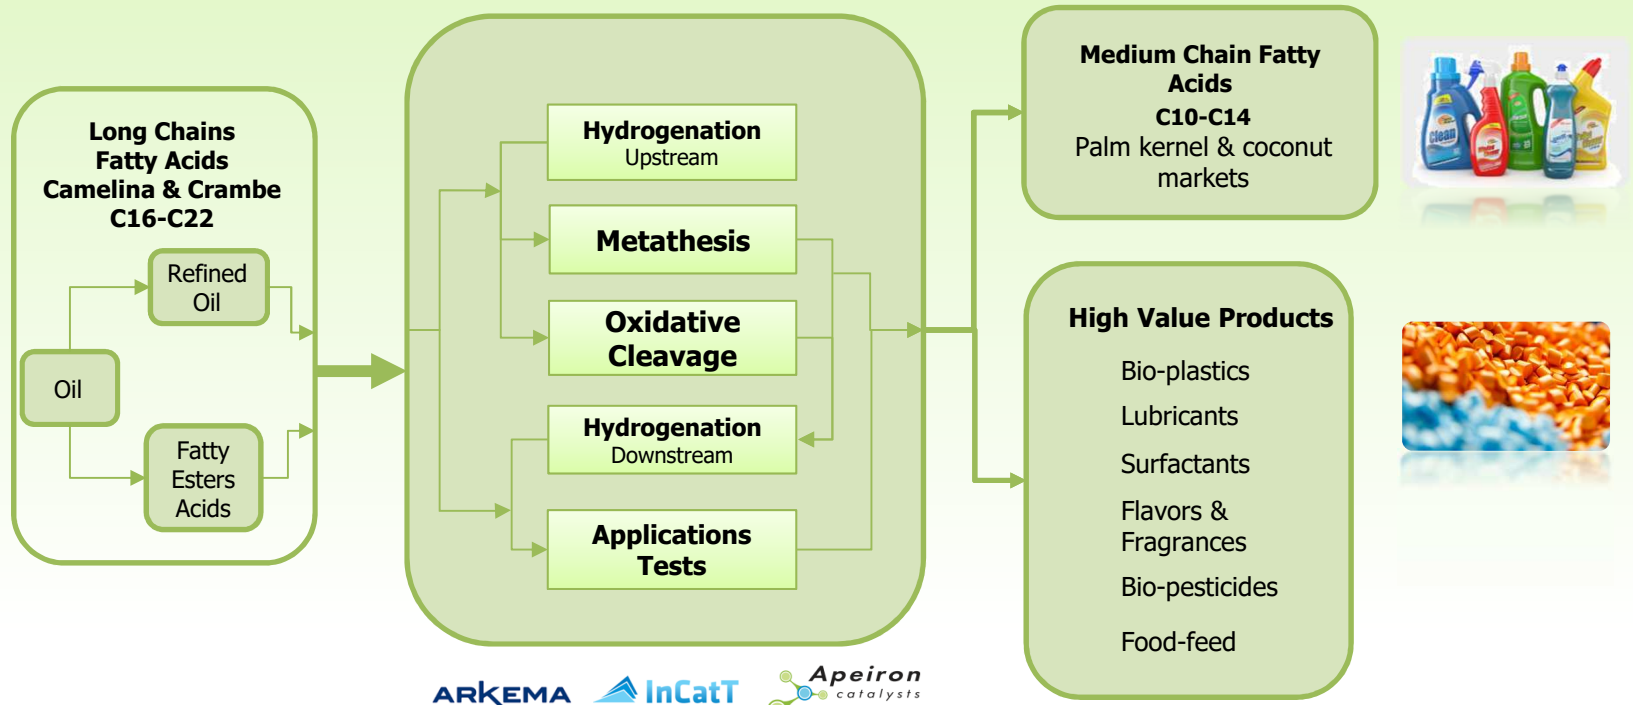 Long Chains
Fatty Acids
Camelina & Crambe
C16-C22
Refined
Oil
Oil
Fatty
Esters
Acids
Hydrogenation
Upstream
Metathesis
Oxidative
Cleavage
Hydrogenation
Downstream
Applications
Tests
Medium Chain Fatty
Acids
C10-C14
Palm kernel & coconut
markets
Clean
High Value Products
Bio-plastics
Lubricants
Surfactants
Flavors &
Fragrances
Bio-pesticides
Food-feed
ARKEMA
InCatT
Apeiron
catalysts